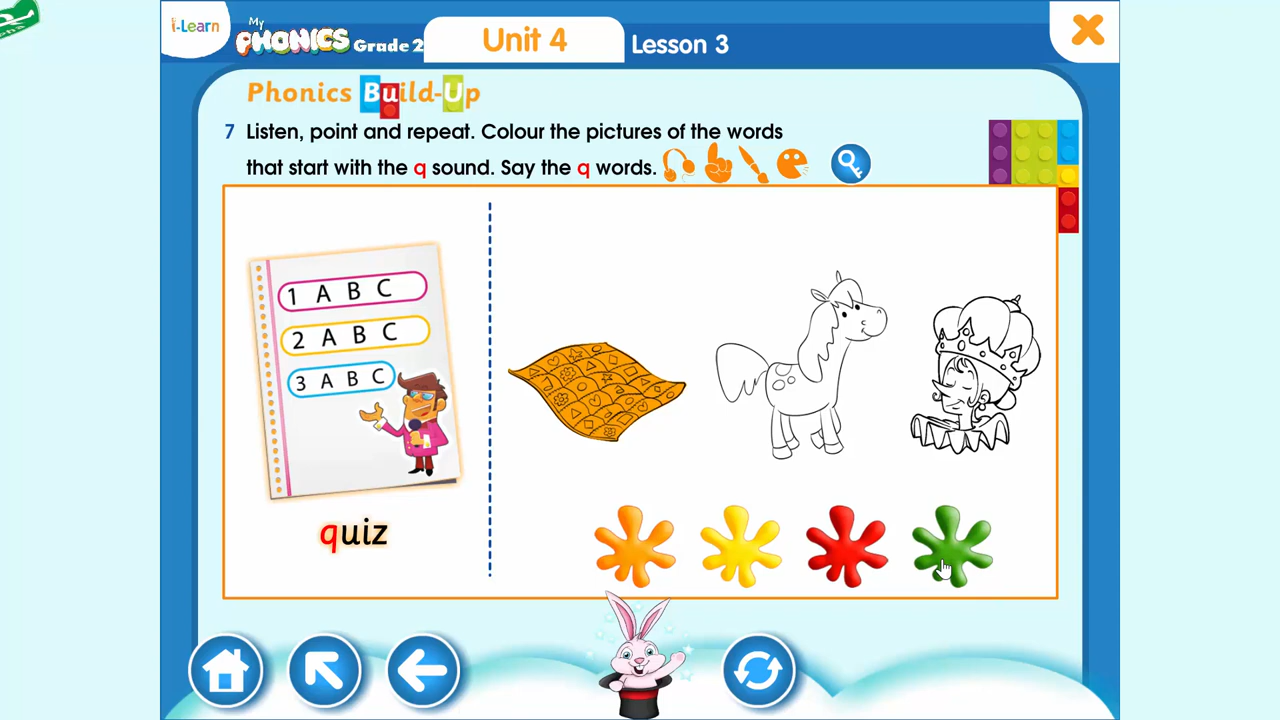 i-Learn
My
PHONICS Grade 2
Unit 4
Lesson 3
Phonics Build-Up
7 Listen, point and repeat. Colour the pictures of the words
that start with the q sound. Say the q words.
1 A B C
2 A B C
3 A B C
quiz